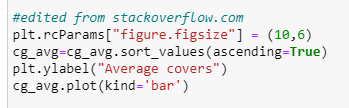 #edited from stackoverflow.com
plt.rcParams["figure.figsize"] = (10,6)
cg_avg=cg_avg.sort_values(ascending=True)
plt.ylabel("Average covers")
cg_avg.plot(kind='bar')